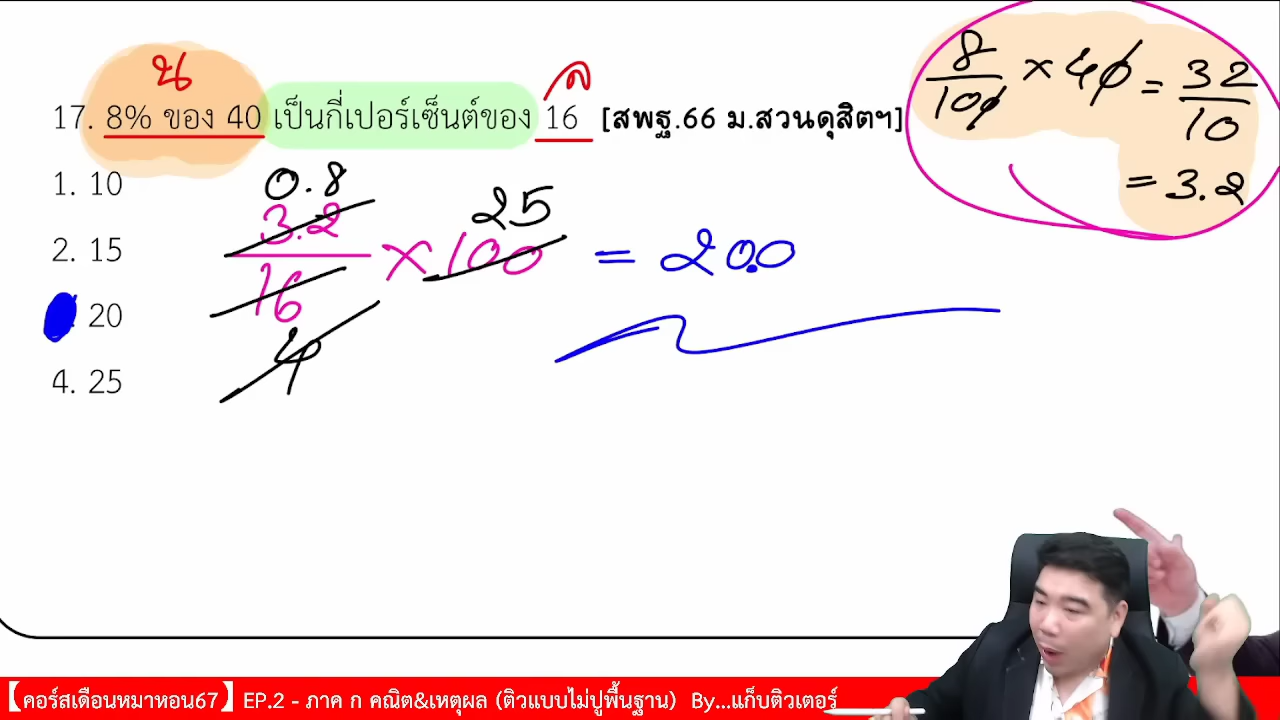 น
ล
17. 8% ของ 40 เป็นกี่เปอร์เซ็นต์ของ 16 [สพฐ.66 ม.สวนดุสิตฯ]
8/100 × 40 = 32/10
= 3.2
1. 10
2. 15
. 20
4. 25
0.8 25
3.2/16 × 100 = 20.0
4
【คอร์สเดือนหมาหอน67】 EP.2 - ภาค ก คณิต&เหตุผล (ติวแบบไม่ปูพื้นฐาน) By...แก็บติวเตอร์